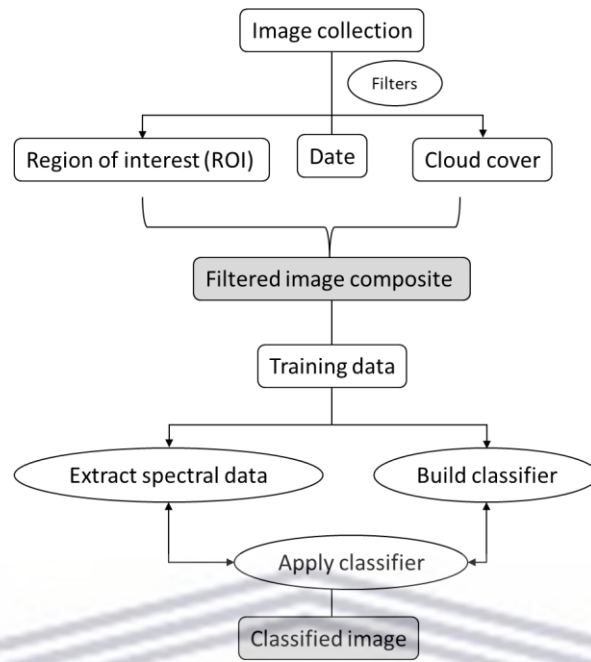 Image collection
Filters
Region of interest (ROI)
Date
Cloud cover
Filtered image composite
Training data
Extract spectral data
Build classifier
Apply classifier
Classified image